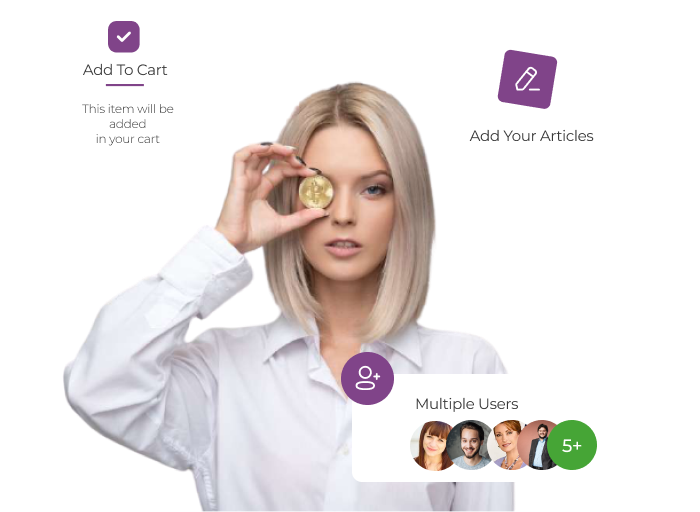 Add To Cart
This item will be
added
in your cart
Add Your Articles
Multiple Users
5+